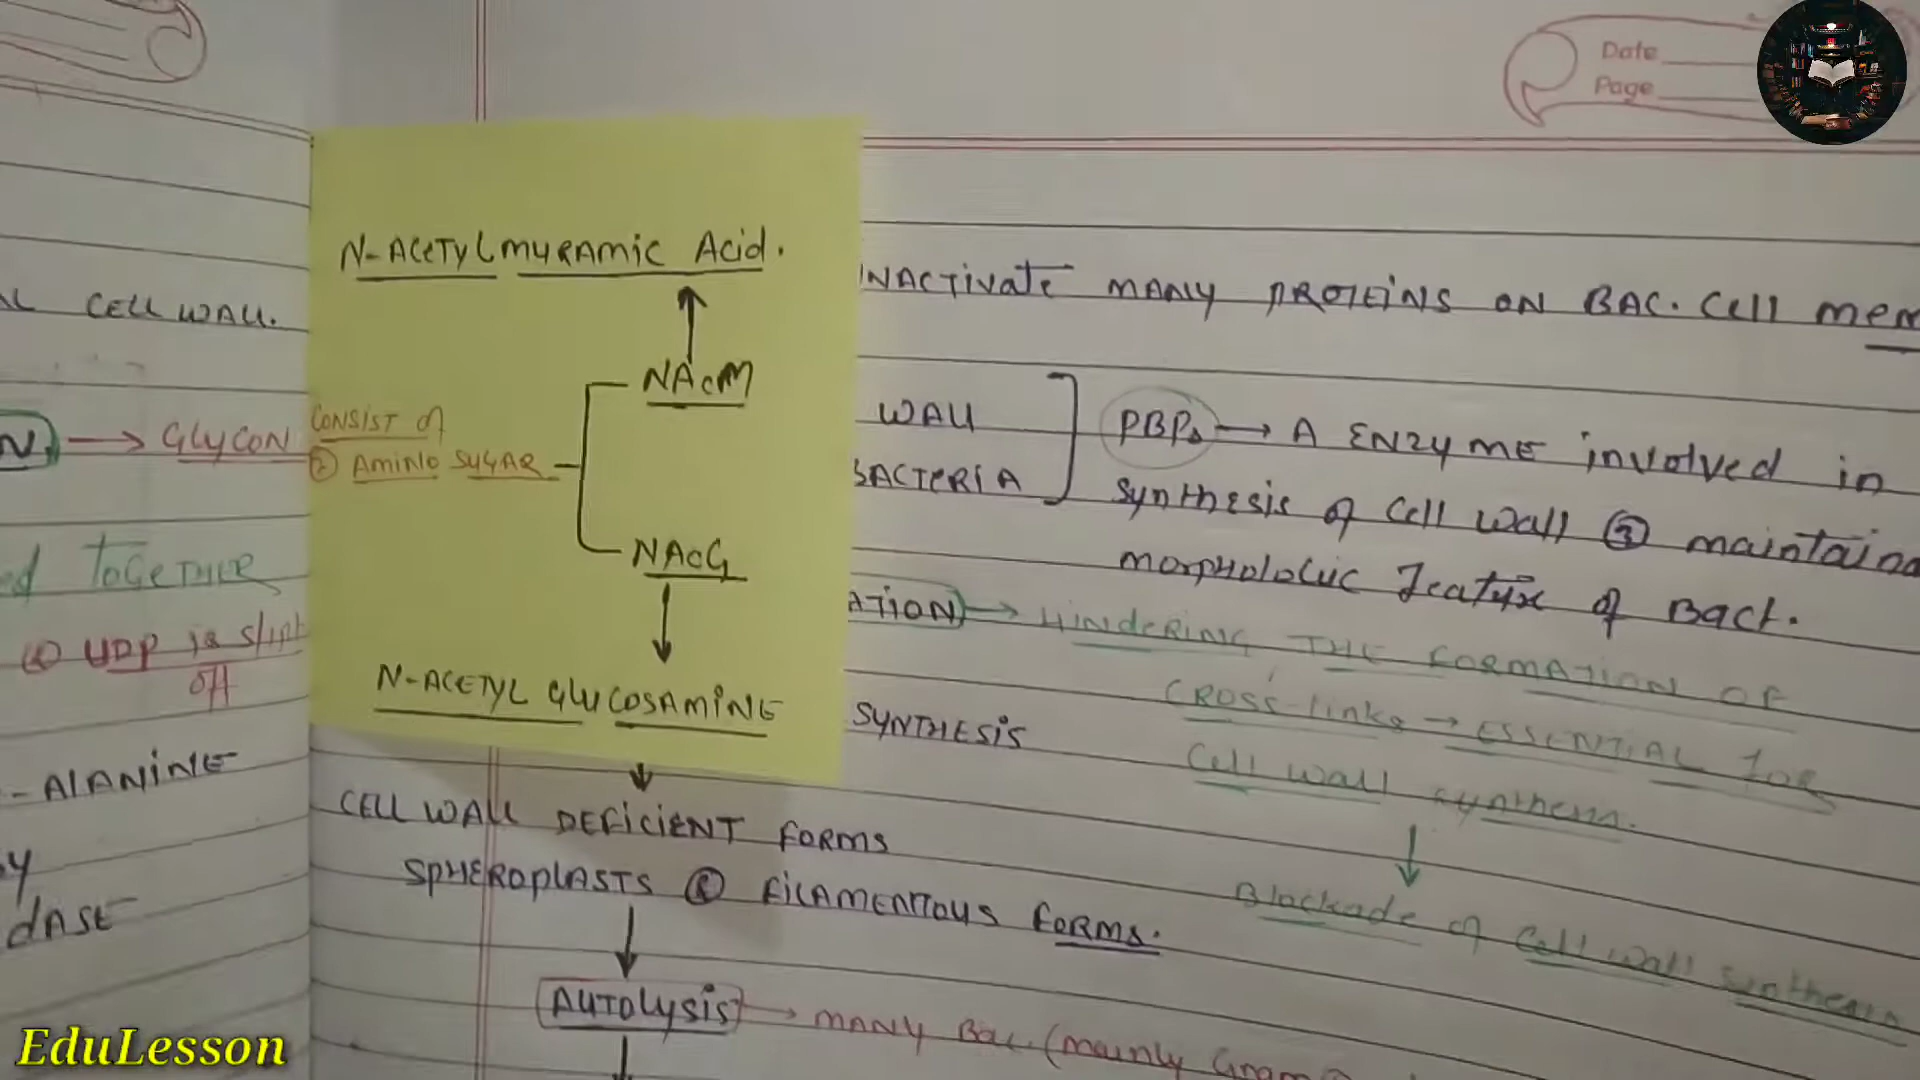 Date
Page
CELL WALL.
GLYCON
TOGETHER
UDP is split
off
- ALANINE
DASE
N-ACETYL MURAMIC ACID.
NACM
CONSIST OF
② AMINO SUGAR
NACG
N-ACETYL GLUCOSAMINE
CELL WALL DEFICIENT FORMS
SPHEROPLASTS & FILAMENTOUS FORMS.
AUTOLYSIS → MANY BAC. (MAINLY GRAM
INACTIVATE MANY PROTEINS ON BAC. CELL MEM
WALL
BACTERIA
PBPs → A ENZYME involved in
Synthesis of Cell Wall & maintaina
morphologic feature of Bact.
ATION → HINDERING THE FORMATION OF
CROSS-links → ESSENTIAL FOR
Cell wall synthesis.
SYNTHESIS
Blockade of Cell wall Synthesis
EduLesson